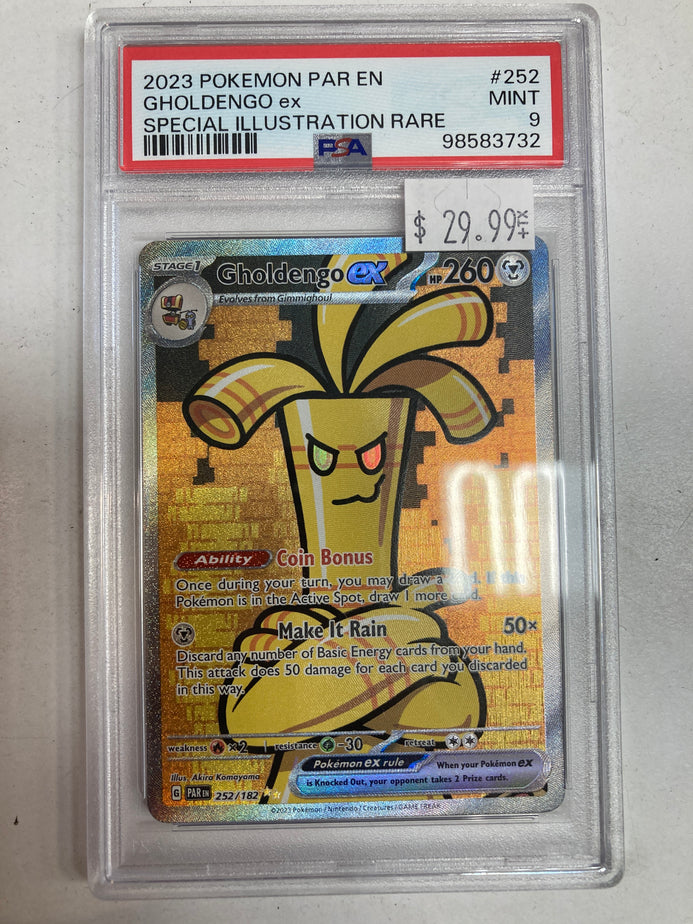 2023 POKEMON PAR EN #252
GHOLDENGO ex MINT
SPECIAL ILLUSTRATION RARE 9
PSA 98583732
$ 29.99
STAGE 1 Gholdengo ex HP 260
Evolves from Gimmighoul
Ability Coin Bonus
Once during your turn, you may draw a card. If this
Pokémon is in the Active Spot, draw 1 more card.
Make It Rain 50×
Discard any number of Basic Energy cards from your hand.
This attack does 50 damage for each card you discarded
in this way.
weakness ×2 resistance -30 retreat
Pokémon ex rule When your Pokémon ex
is Knocked Out, your opponent takes 2 Prize cards.
Illus. Akira Komayama
G PAR EN 252/182
©2023 Pokémon / Nintendo / Creatures / GAME FREAK